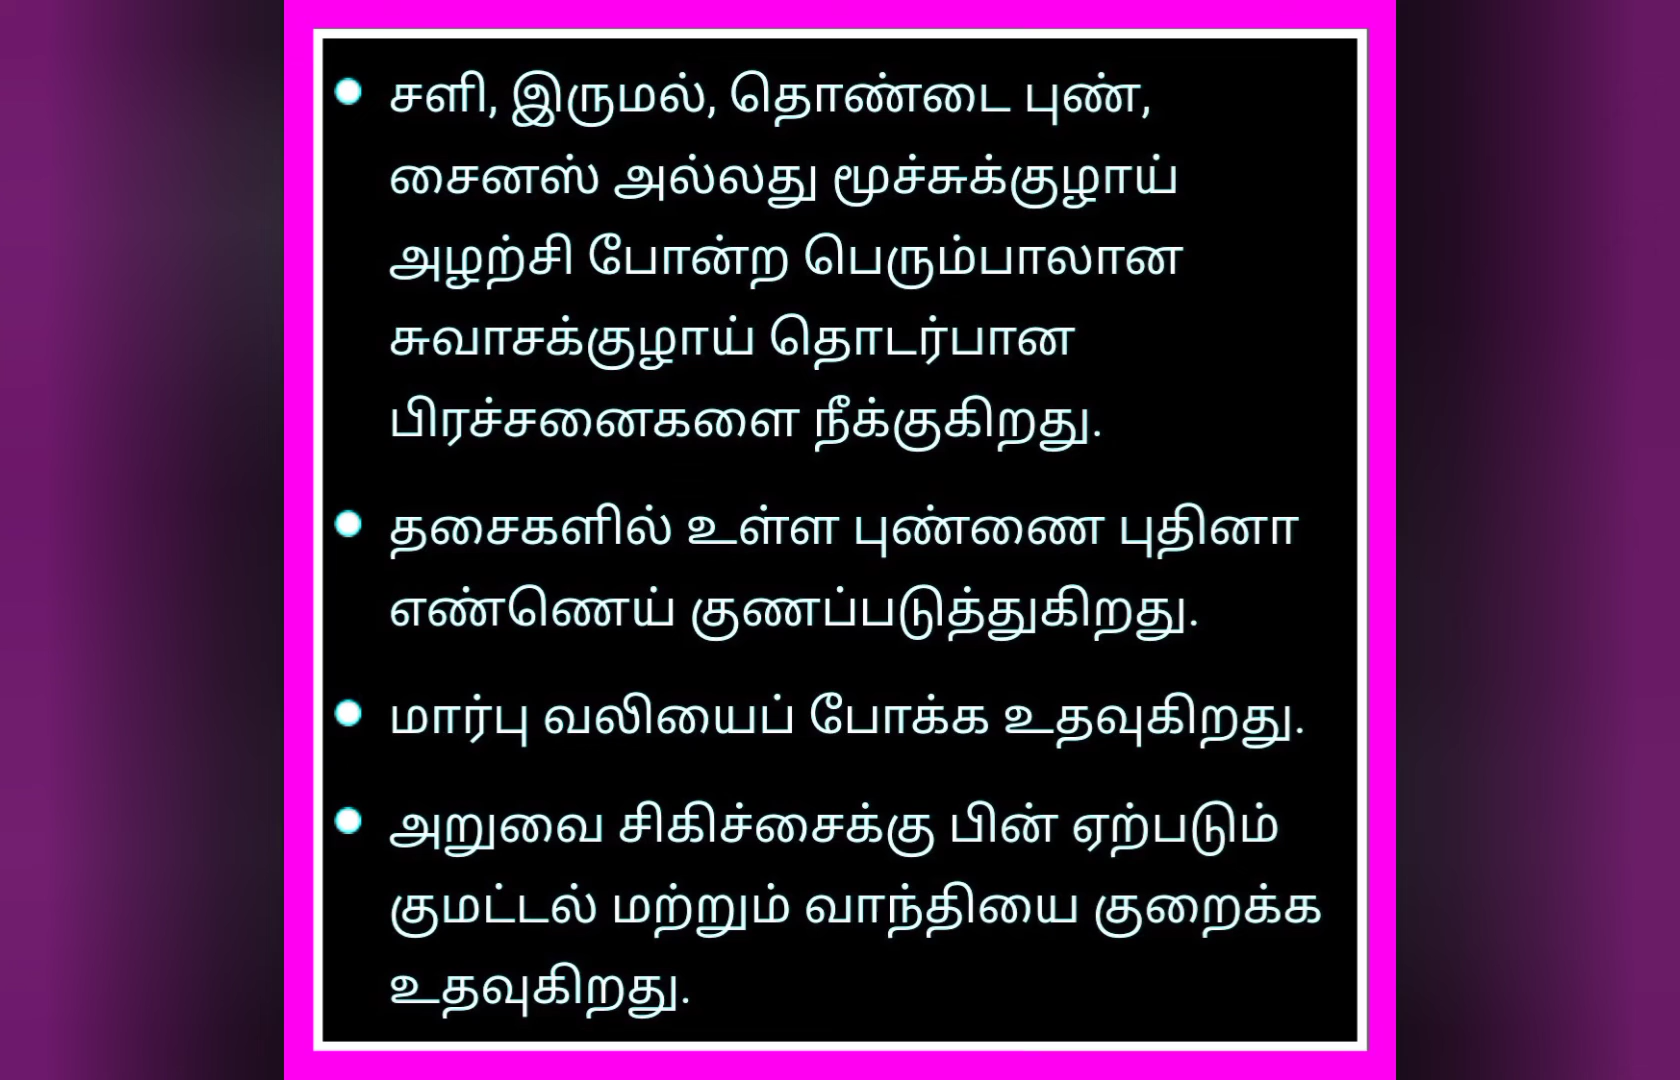 சளி, இருமல், தொண்டை புண்,
சைனஸ் அல்லது மூச்சுக்குழாய்
அழற்சி போன்ற பெரும்பாலான
சுவாசக்குழாய் தொடர்பான
பிரச்சனைகளை நீக்குகிறது.
தசைகளில் உள்ள புண்ணை புதினா
எண்ணெய் குணப்படுத்துகிறது.
மார்பு வலியைப் போக்க உதவுகிறது.
அறுவை சிகிச்சைக்கு பின் ஏற்படும்
குமட்டல் மற்றும் வாந்தியை குறைக்க
உதவுகிறது.